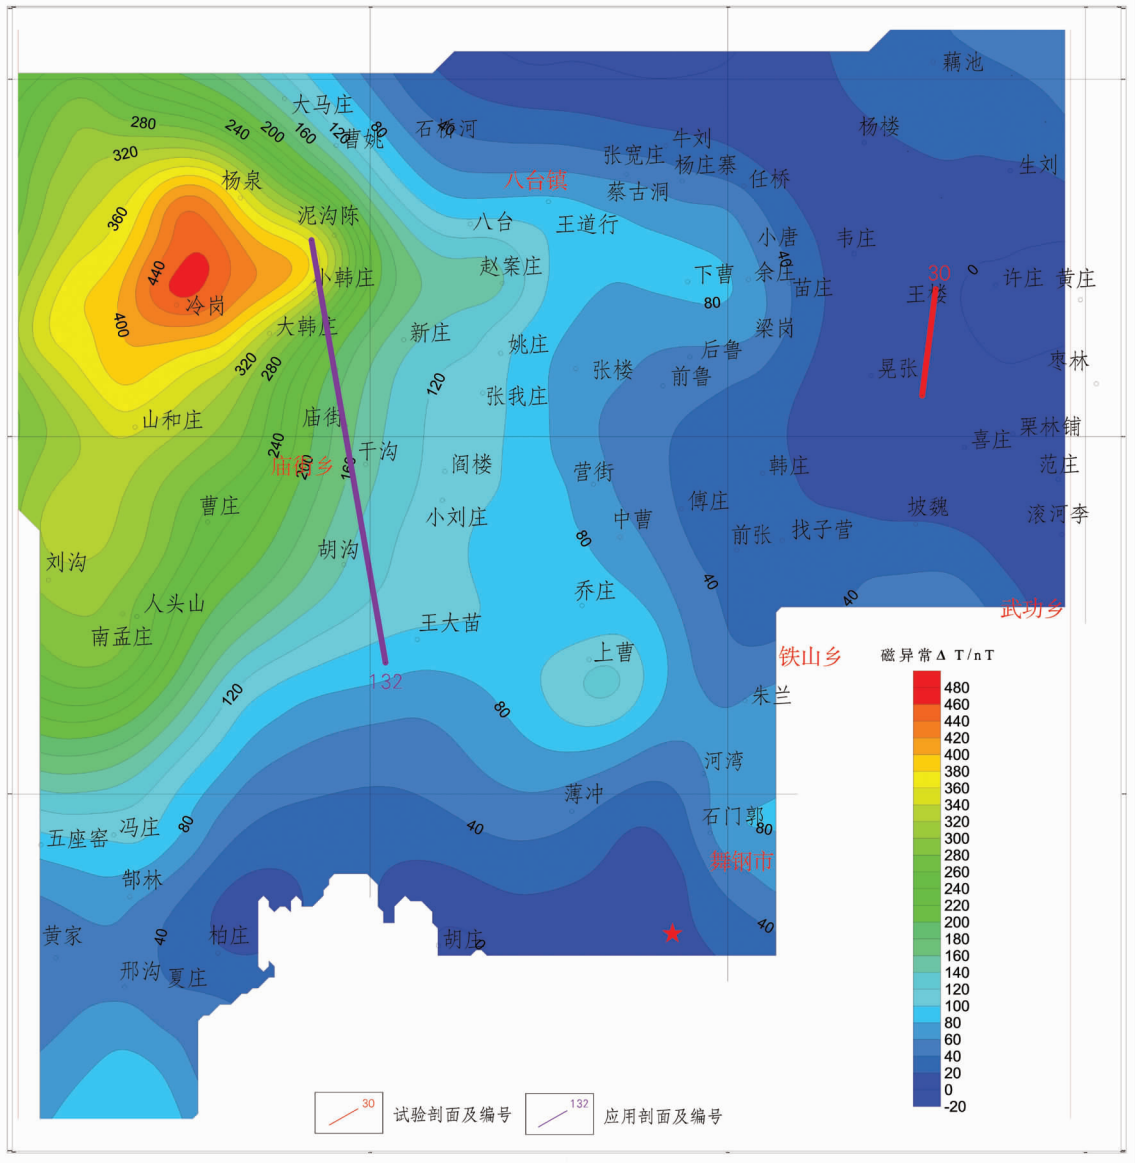 藕池
大马庄
280
240
200
160
120
80
曹姚
石桥河
40
杨楼
牛刘
张宽庄
杨庄寨
生刘
320
杨泉
八台镇
蔡古洞
任桥
360
泥沟陈
八台
王道行
小唐
韦庄
40
440
小韩庄
赵案庄
下曹
余庄
苗庄
30
0
许庄
黄庄
王楼
80
冷岗
400
大韩庄
新庄
姚庄
梁岗
后鲁
320
280
120
张楼
前鲁
晃张
枣林
张我庄
山和庄
庙街
240
干沟
栗林铺
喜庄
庙街乡
200
160
阎楼
营街
韩庄
范庄
曹庄
小刘庄
中曹
傅庄
坡魏
滚河李
80
前张
找子营
胡沟
刘沟
40
40
乔庄
人头山
武功乡
南孟庄
王大苗
上曹
铁山乡
磁异常Δ T/nT
132
120
80
朱兰
480
460
440
420
400
380
360
340
320
300
280
260
240
220
200
180
160
140
120
100
80
60
40
20
0
-20
河湾
薄冲
石门郭
80
80
五座窑
冯庄
40
舞钢市
郜林
黄家
40
柏庄
胡庄
0
40
邢沟
夏庄
30
试验剖面及编号
132
应用剖面及编号